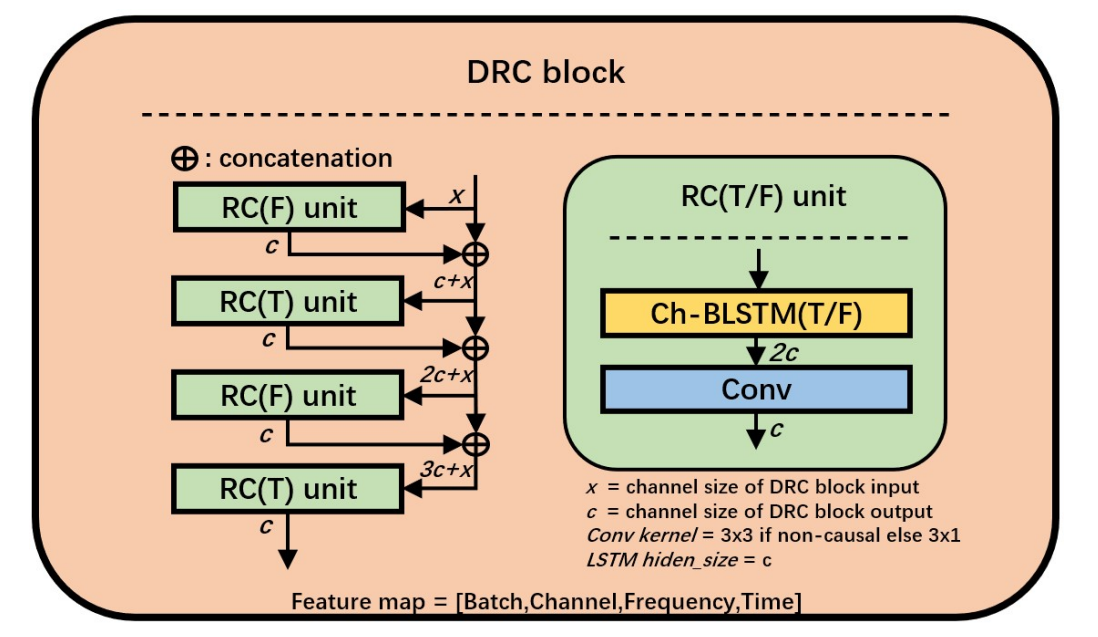 DRC block
⊕ : concatenation
RC(F) unit
x
c
c+x
RC(T) unit
c
2c+x
RC(F) unit
c
3c+x
RC(T) unit
c
RC(T/F) unit
Ch-BLSTM(T/F)
2c
Conv
c
x = channel size of DRC block input
c = channel size of DRC block output
Conv kernel = 3x3 if non-causal else 3x1
LSTM hiden_size = c
Feature map = [Batch,Channel,Frequency,Time]